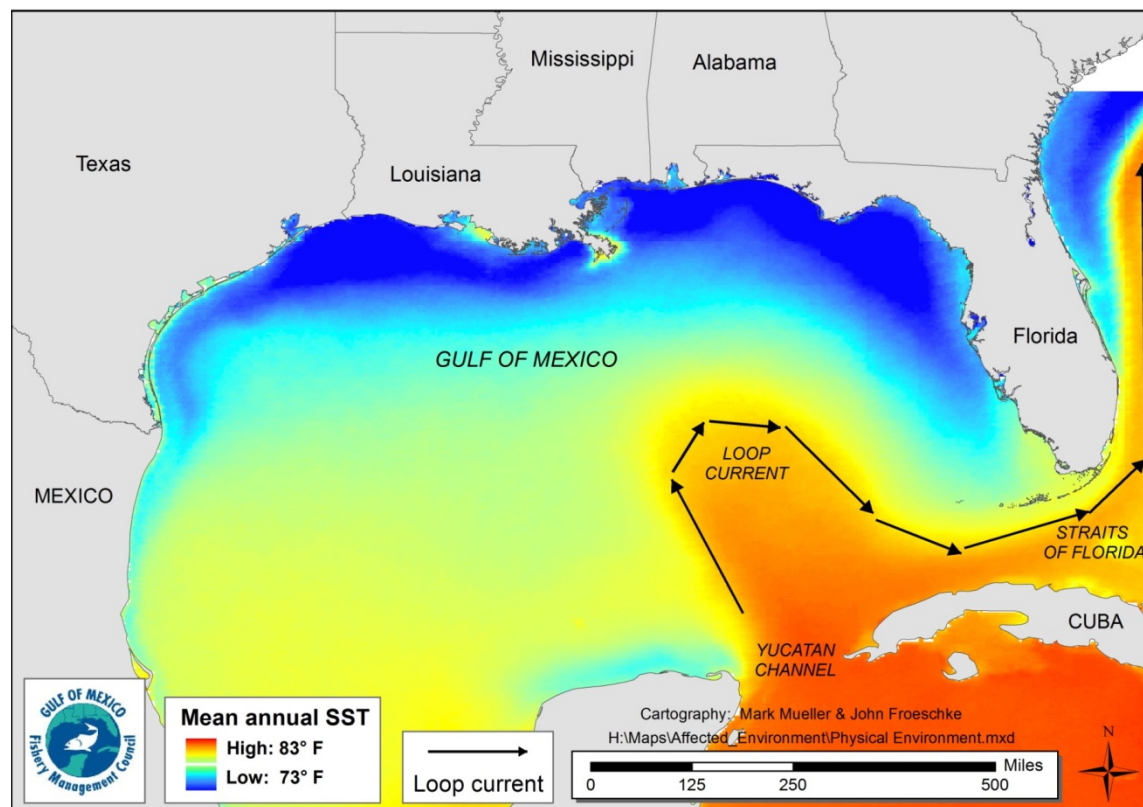 Mississippi
Alabama
Texas
Louisiana
GULF OF MEXICO
Florida
LOOP
CURRENT
MEXICO
STRAITS
OF FLORIDA
CUBA
YUCATAN
CHANNEL
GULF OF MEXICO
Fishery Management Council
Mean annual SST
High: 83° F
Low: 73° F
Loop current
Cartography: Mark Mueller & John Froeschke
H:\Maps\Affected_Environment\Physical Environment.mxd
Miles
0 125 250 500
N